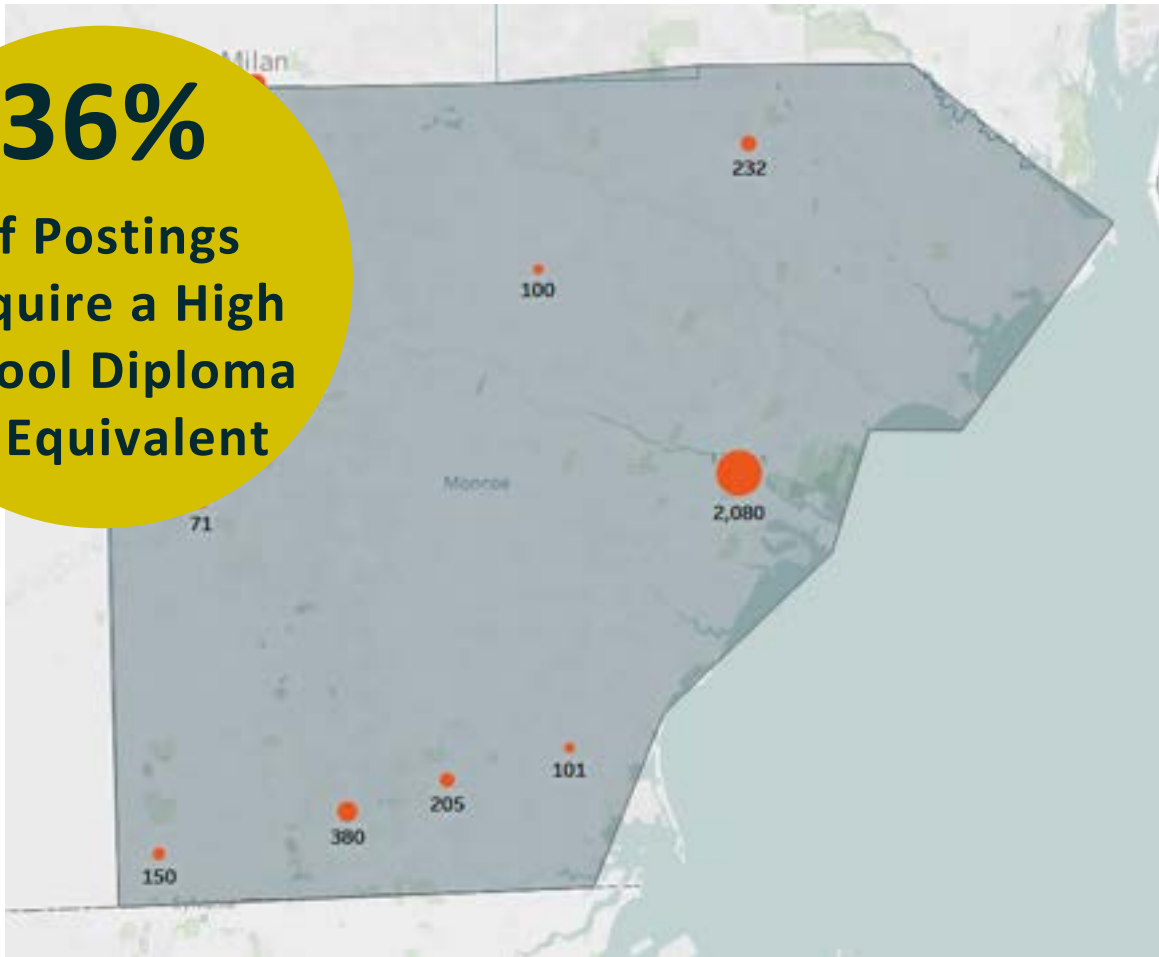 Milan
36%
f Postings
quire a High
ool Diploma
Equivalent
232
100
Monroe
2,080
71
101
205
380
150